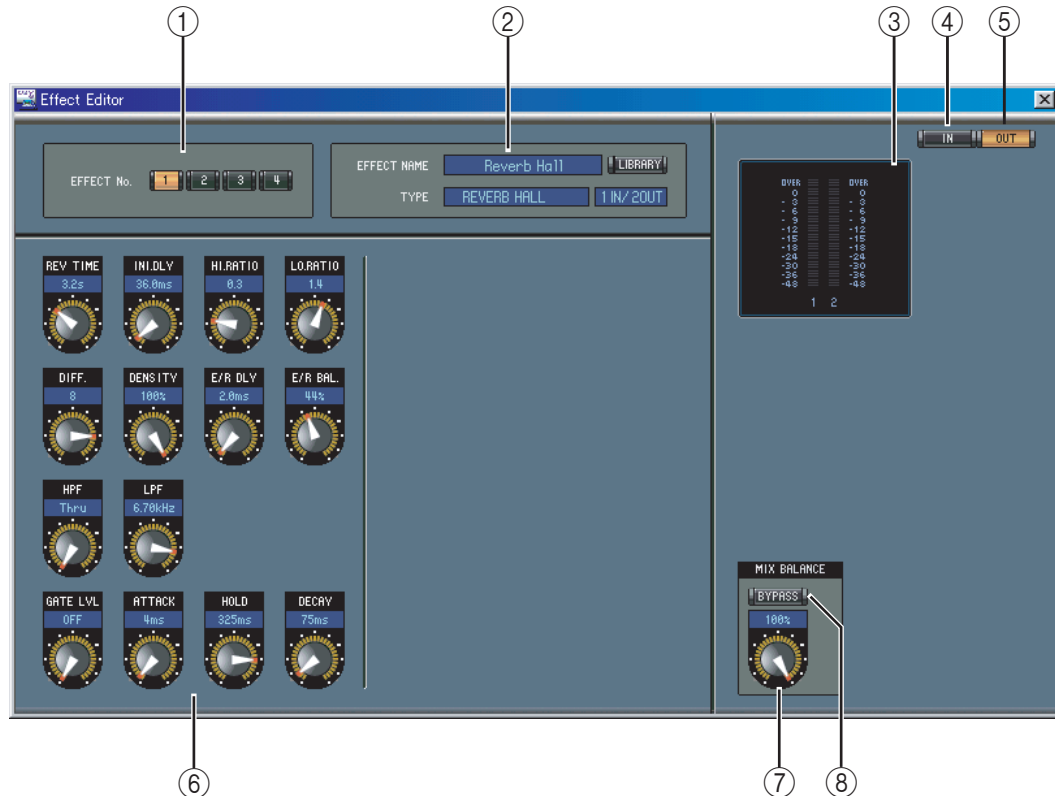 ① ② ③ ④ ⑤
Effect Editor
IN OUT
EFFECT No. 1 2 3 4
EFFECT NAME Reverb Hall LIBRARY
TYPE REVERB HALL 1 IN/ 2OUT
OVER OVER
0 0
- 3 - 3
- 6 - 6
- 9 - 9
-12 -12
-15 -15
-18 -18
-24 -24
-30 -30
-36 -36
-48 -48
1 2
REV TIME INI.DLY HI.RATIO LO.RATIO
3.2s 36.0ms 0.3 1.4
DIFF. DENSITY E/R DLY E/R BAL.
8 100% 2.0ms 44%
HPF LPF
Thru 6.70kHz
GATE LVL ATTACK HOLD DECAY
OFF 4ms 325ms 75ms
MIX BALANCE
BYPASS
100%
⑥ ⑦ ⑧